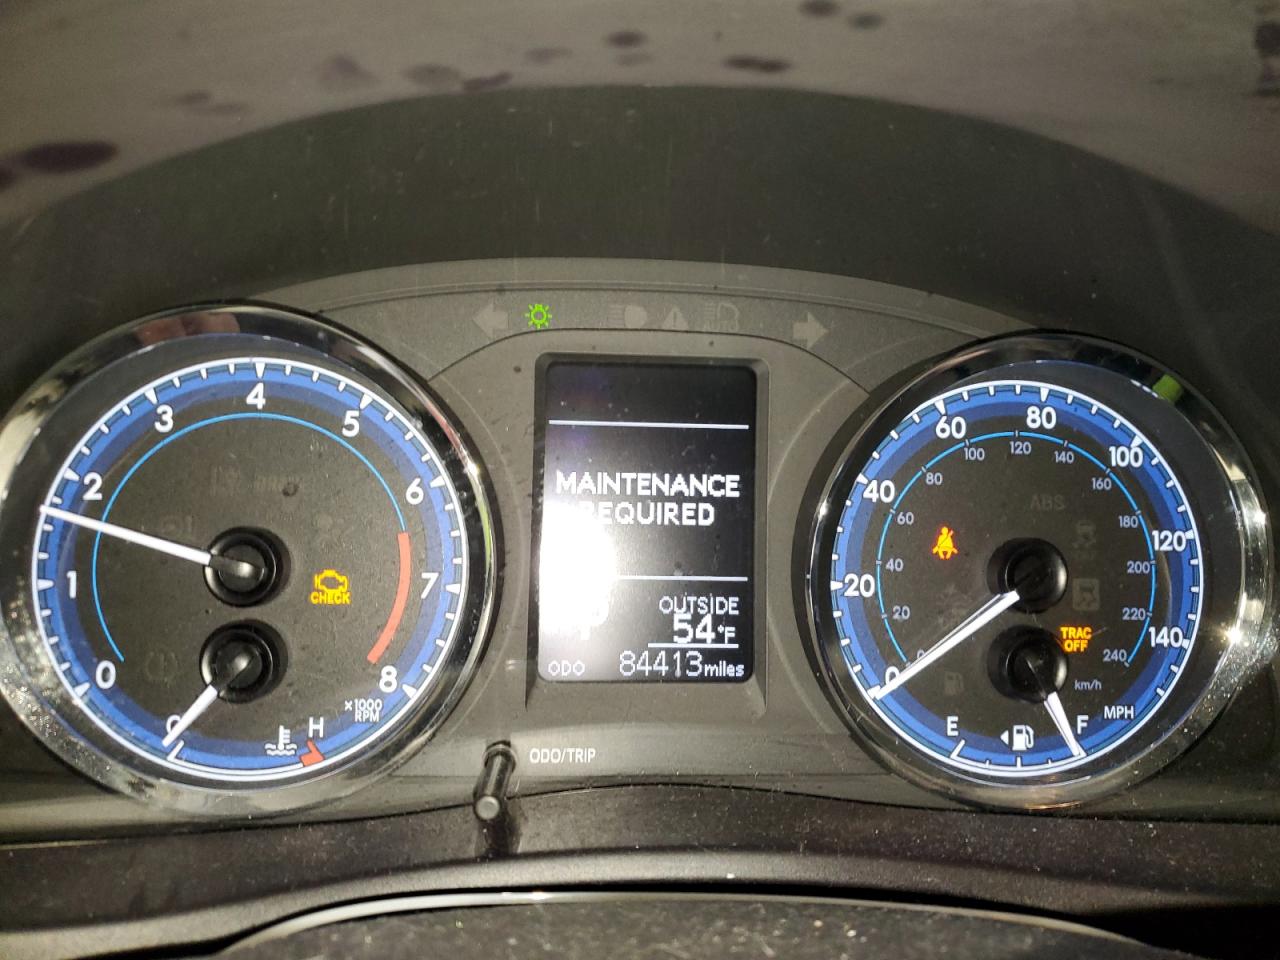 0
1
2
3
4
5
6
7
8
x1000
RPM
CHECK
C
H
MAINTENANCE
REQUIRED
OUTSIDE
54°F
ODO 84413 miles
ODO/TRIP
0
20
40
60
80
100
120
140
MPH
0
20
40
60
80
100
120
140
160
180
200
220
240
km/h
ABS
TRAC
OFF
E
F